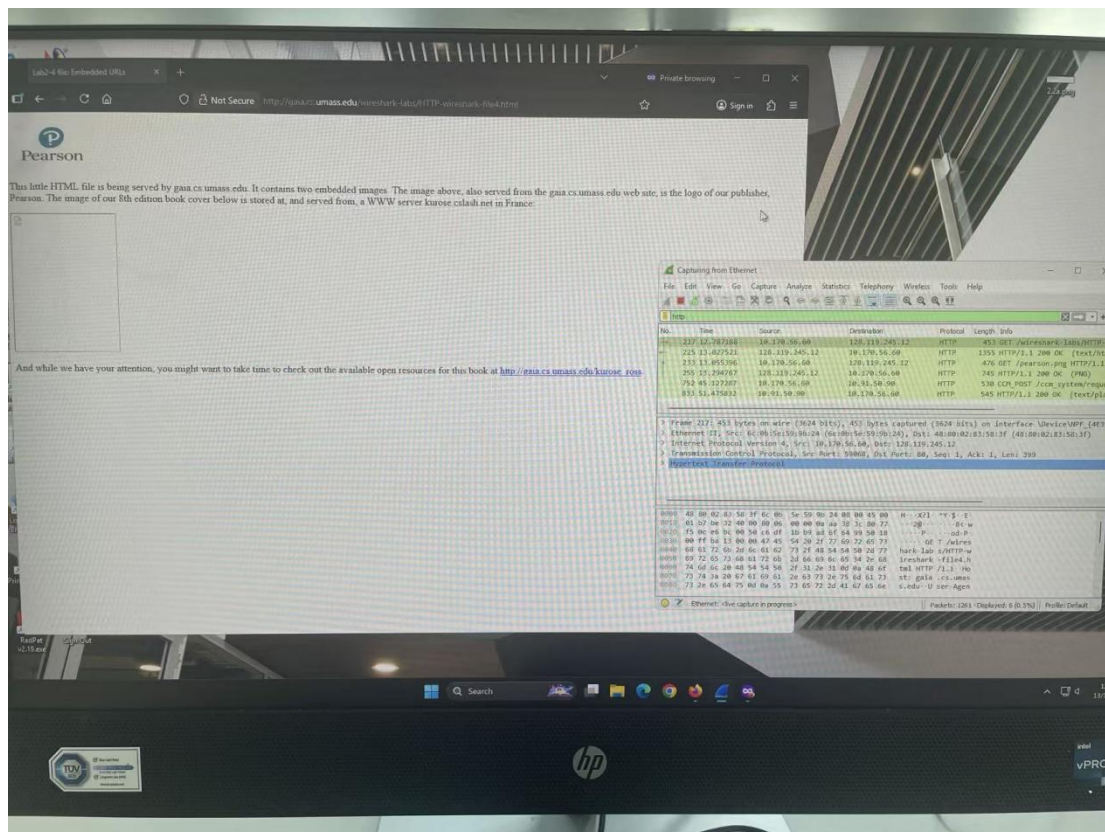 Lab2-4 file: Embedded URLs
Private browsing
Not Secure http://gaia.cs.umass.edu/wireshark-labs/HTTP-wireshark-file4.html
Sign in
Pearson
This little HTML file is being served by gaia.cs.umass.edu. It contains two embedded images. The image above, also served from the gaia.cs.umass.edu web site, is the logo of our publisher,
Pearson. The image of our 8th edition book cover below is stored at, and served from, a WWW server kurose.cslash.net in France:
And while we have your attention, you might want to take time to check out the available open resources for this book at http://gaia.cs.umass.edu/kurose_ross.
2.2a.png
Capturing from Ethernet
File Edit View Go Capture Analyze Statistics Telephony Wireless Tools Help
http
No. Time Source Destination Protocol Length Info
217 12.787188 10.170.56.60 128.119.245.12 HTTP 453 GET /wireshark-labs/HTTP-
225 13.027521 128.119.245.12 10.170.56.60 HTTP 1355 HTTP/1.1 200 OK (text/ht
233 13.055396 10.170.56.60 128.119.245.12 HTTP 476 GET /pearson.png HTTP/1.1
255 13.294767 128.119.245.12 10.170.56.60 HTTP 745 HTTP/1.1 200 OK (PNG)
752 45.127287 10.170.56.60 10.91.50.90 HTTP 530 CCM_POST /ccm_system/reque
833 51.475832 10.91.50.90 10.170.56.60 HTTP 545 HTTP/1.1 200 OK (text/pla
Frame 217: 453 bytes on wire (3624 bits), 453 bytes captured (3624 bits) on interface \Device\NPF_{4E3
Ethernet II, Src: Dst: 48:80:02:83:58:3f (48:80:02:83:58:3f)
Internet Protocol Version 4, Src: 10.170.56.60, Dst: 128.119.245.12
Transmission Control Protocol, Src Port: Dst Port: 80, Seq: 1, Ack: 1, Len: 399
Hypertext Transfer Protocol
GE T /wires
hark-lab s/HTTP-w
ireshark -file4.h
tml HTTP /1.1 Ho
st: gaia .cs.umas
s.edu U ser-Agen
Ethernet: <live capture in progress>
Packets: 1261 · Displayed: 6 (0.5%)
Profile: Default
RadPat
v2.15.exe
Sign Out
Search
hp
TÜV
intel
vPRO